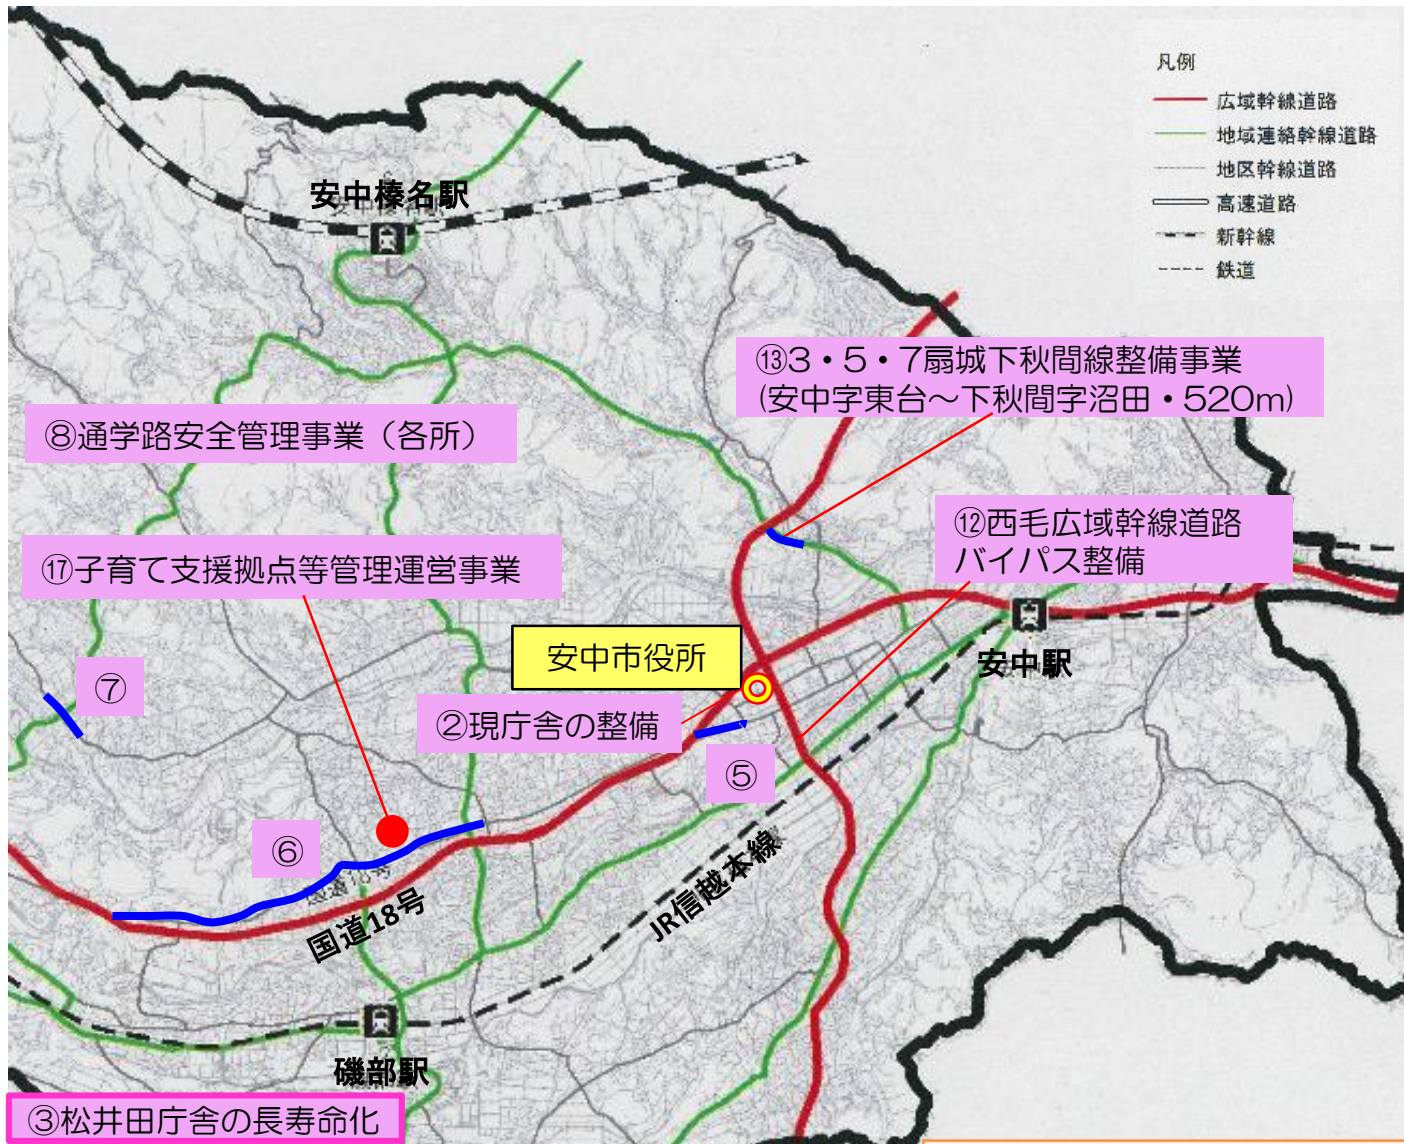 凡例
広域幹線道路
地域連絡幹線道路
地区幹線道路
高速道路
新幹線
鉄道
安中榛名駅
⑬3・5・7扇城下秋間線整備事業
(安中字東台～下秋間字沼田・520m)
⑧通学路安全管理事業（各所）
⑫西毛広域幹線道路
バイパス整備
⑰子育て支援拠点等管理運営事業
安中市役所
安中駅
⑦
②現庁舎の整備
⑤
⑥
国道18号
国道18号
JR信越本線
磯部駅
③松井田庁舎の長寿命化